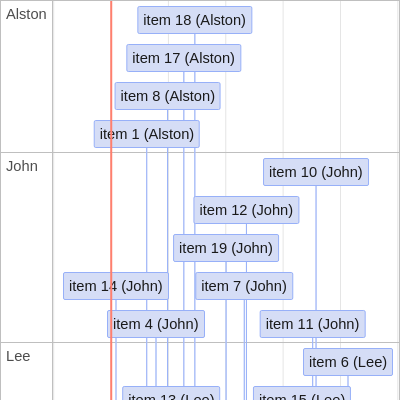 Alston
item 18 (Alston)
item 17 (Alston)
item 8 (Alston)
item 1 (Alston)
John
item 10 (John)
item 12 (John)
item 19 (John)
item 14 (John)
item 7 (John)
item 4 (John)
item 11 (John)
Lee
item 6 (Lee)
item 13 (Lee)
item 15 (Lee)